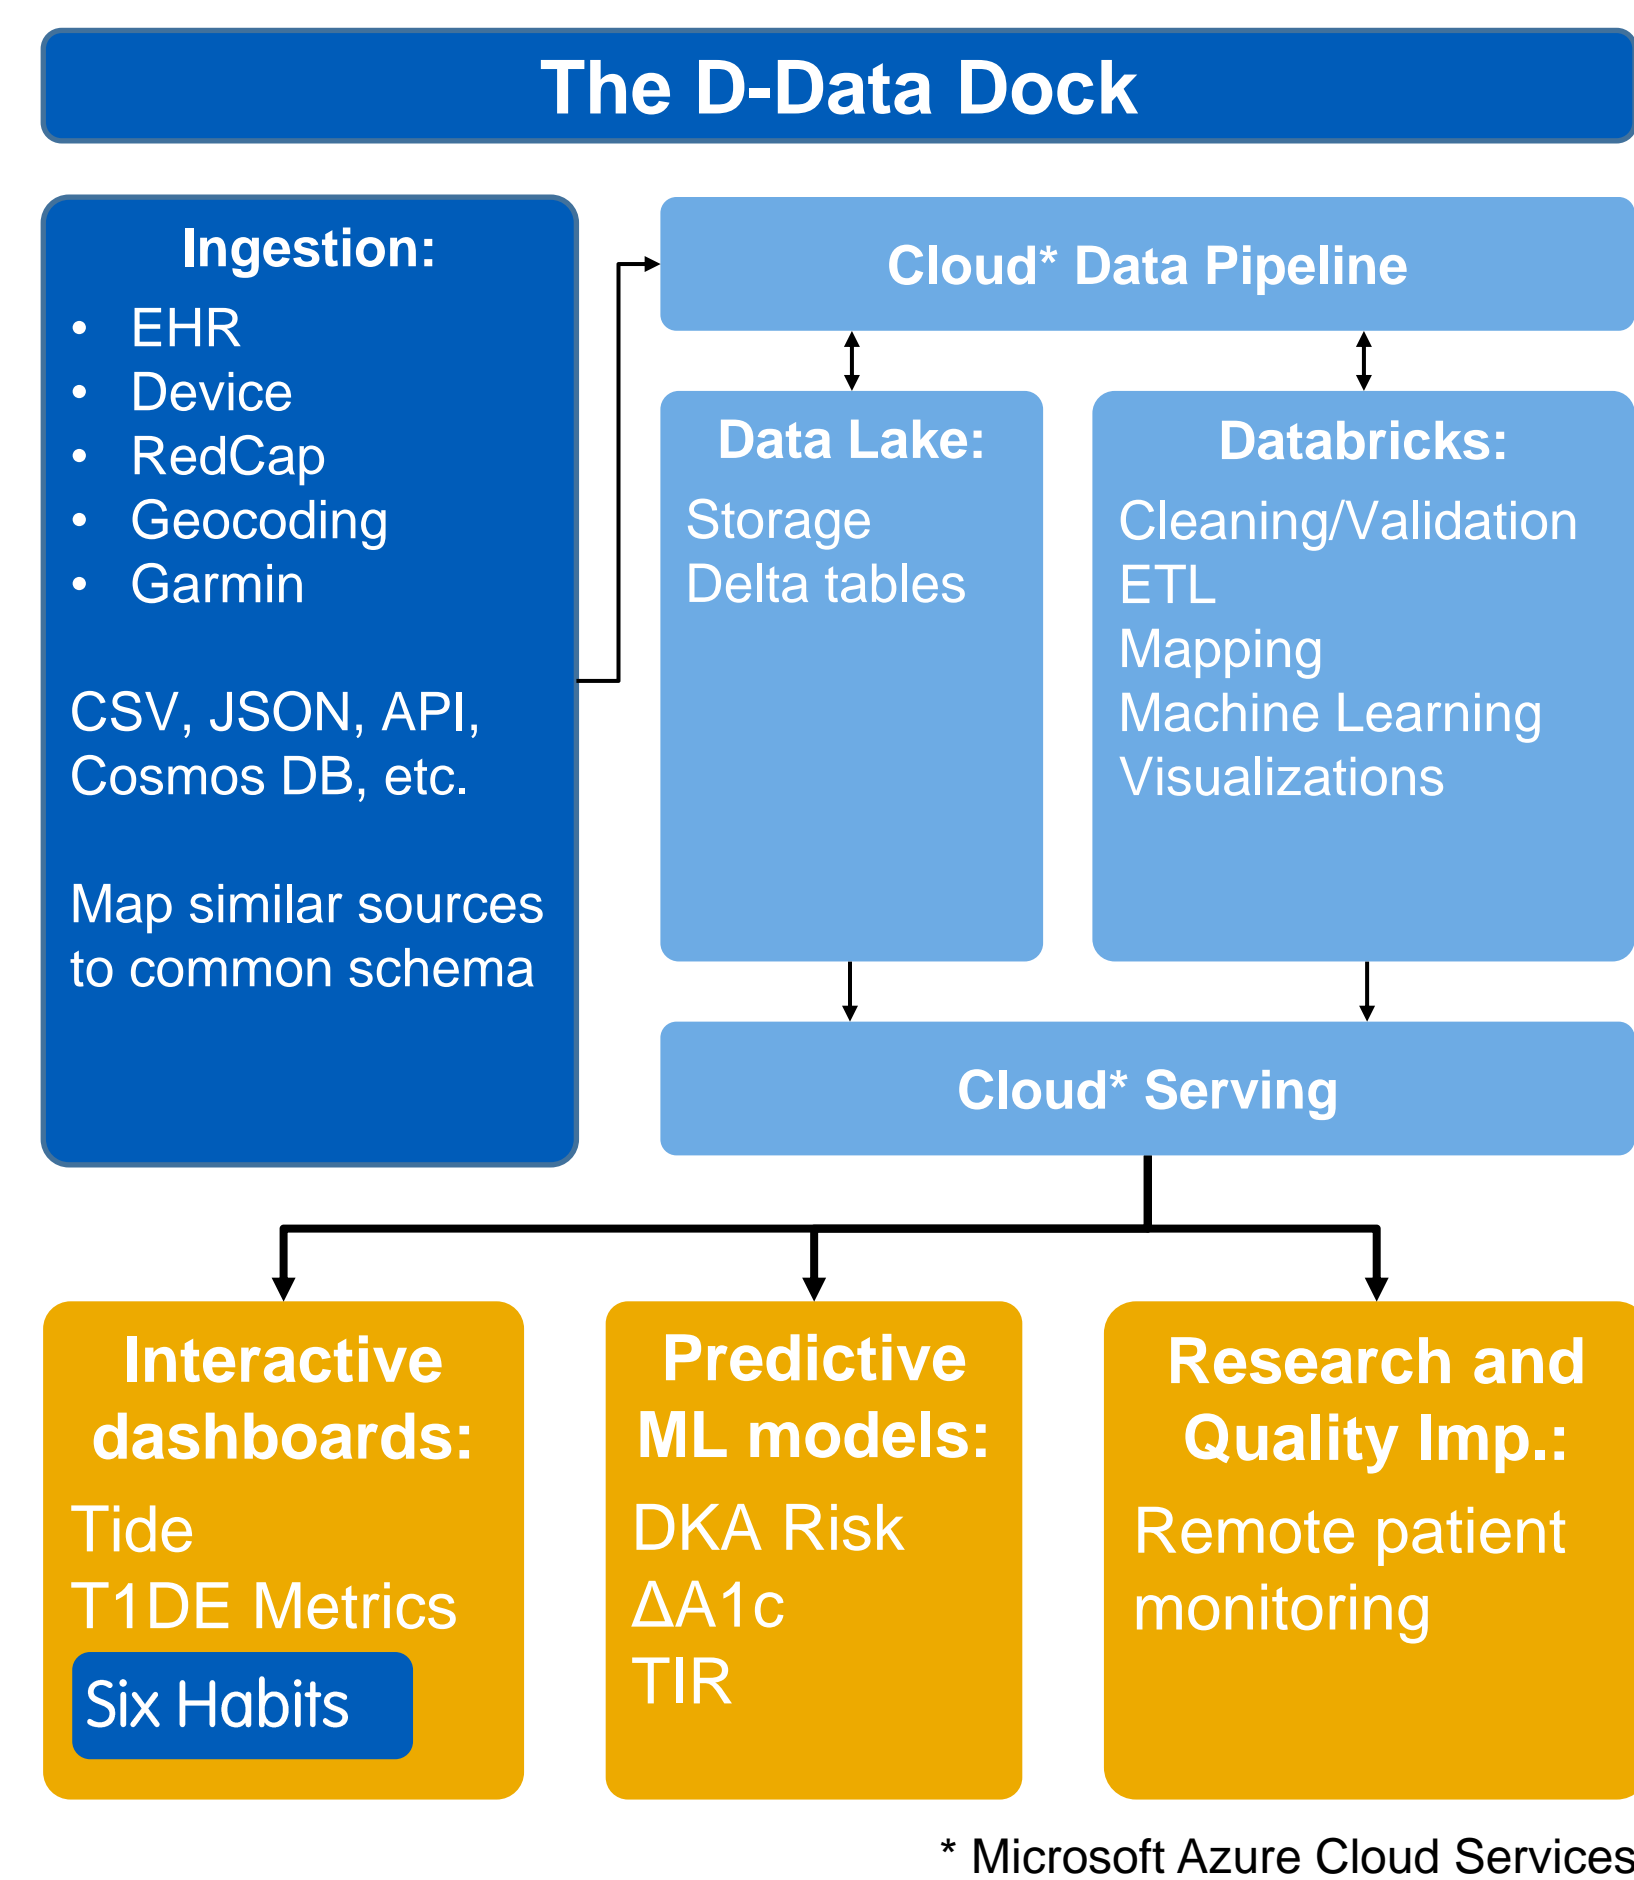 The D-Data Dock
Ingestion:
• EHR
• Device
• RedCap
• Geocoding
• Garmin
CSV, JSON, API,
Cosmos DB, etc.
Map similar sources
to common schema
Cloud* Data Pipeline
Data Lake:
Storage
Delta tables
Databricks:
Cleaning/Validation
ETL
Mapping
Machine Learning
Visualizations
Cloud* Serving
Interactive
dashboards:
Tide
T1DE Metrics
Six Habits
Predictive
ML models:
DKA Risk
ΔA1c
TIR
Research and
Quality Imp.:
Remote patient
monitoring
* Microsoft Azure Cloud Services